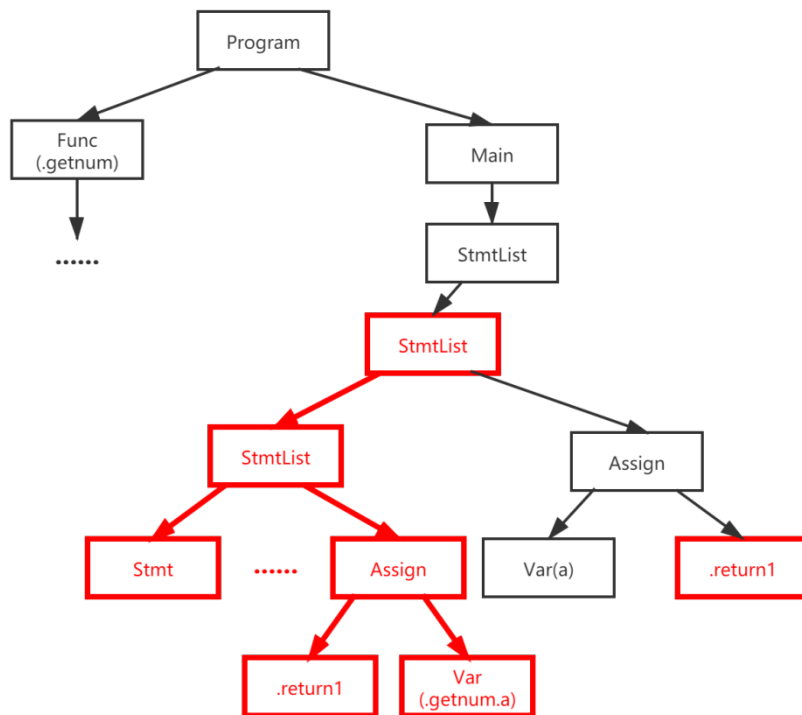 Program
Func
(.getnum)
Main
......
StmtList
StmtList
StmtList
Assign
Stmt
......
Assign
Var(a)
.return1
.return1
Var
(.getnum.a)